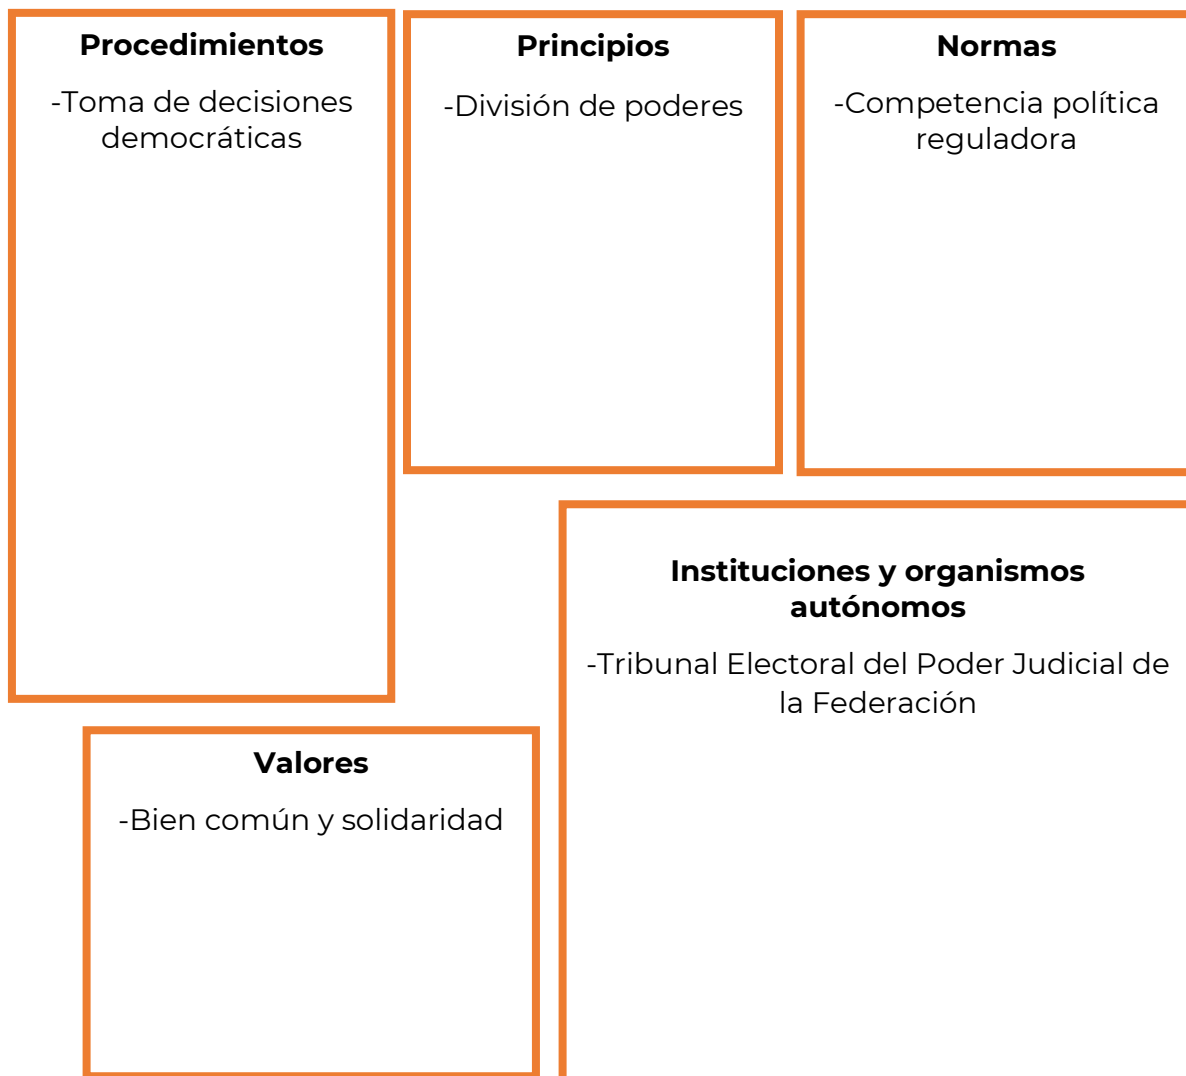 Procedimientos
-Toma de decisiones
democráticas
Principios
-División de poderes
Normas
-Competencia política
reguladora
Instituciones y organismos
autónomos
-Tribunal Electoral del Poder Judicial de
la Federación
Valores
-Bien común y solidaridad